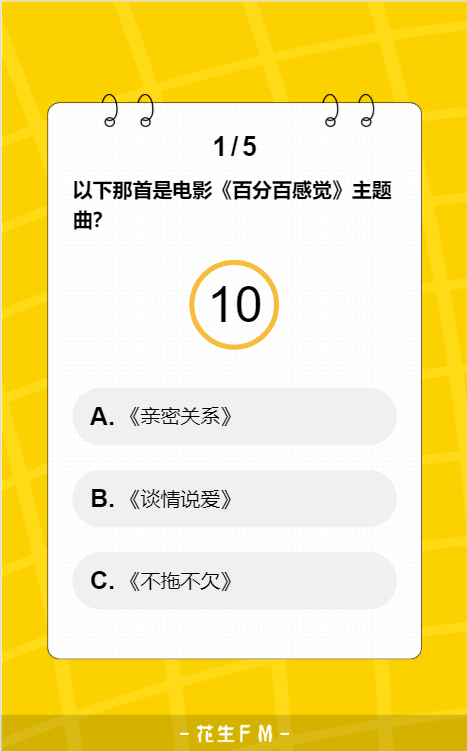 1/5
以下那首是电影《百分百感觉》主题
曲?
10
A.《亲密关系》
B.《谈情说爱》
C.《不拖不欠》
- 花生FM -